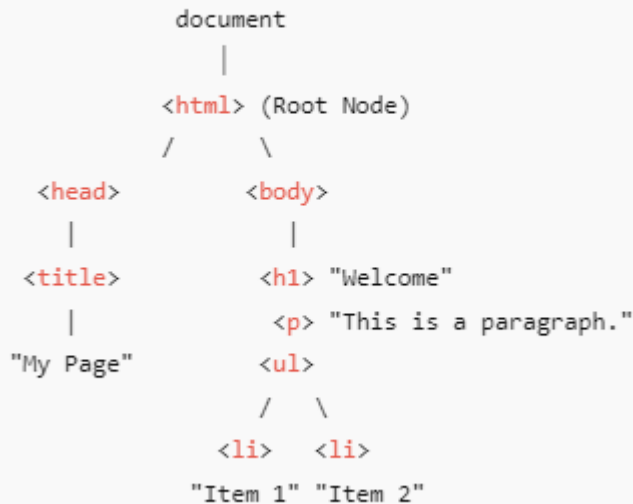 document
|
<html> (Root Node)
/ \
<head> <body>
| |
<title> <h1> "Welcome"
| <p> "This is a paragraph."
"My Page" <ul>
/ \
<li> <li>
"Item 1" "Item 2"